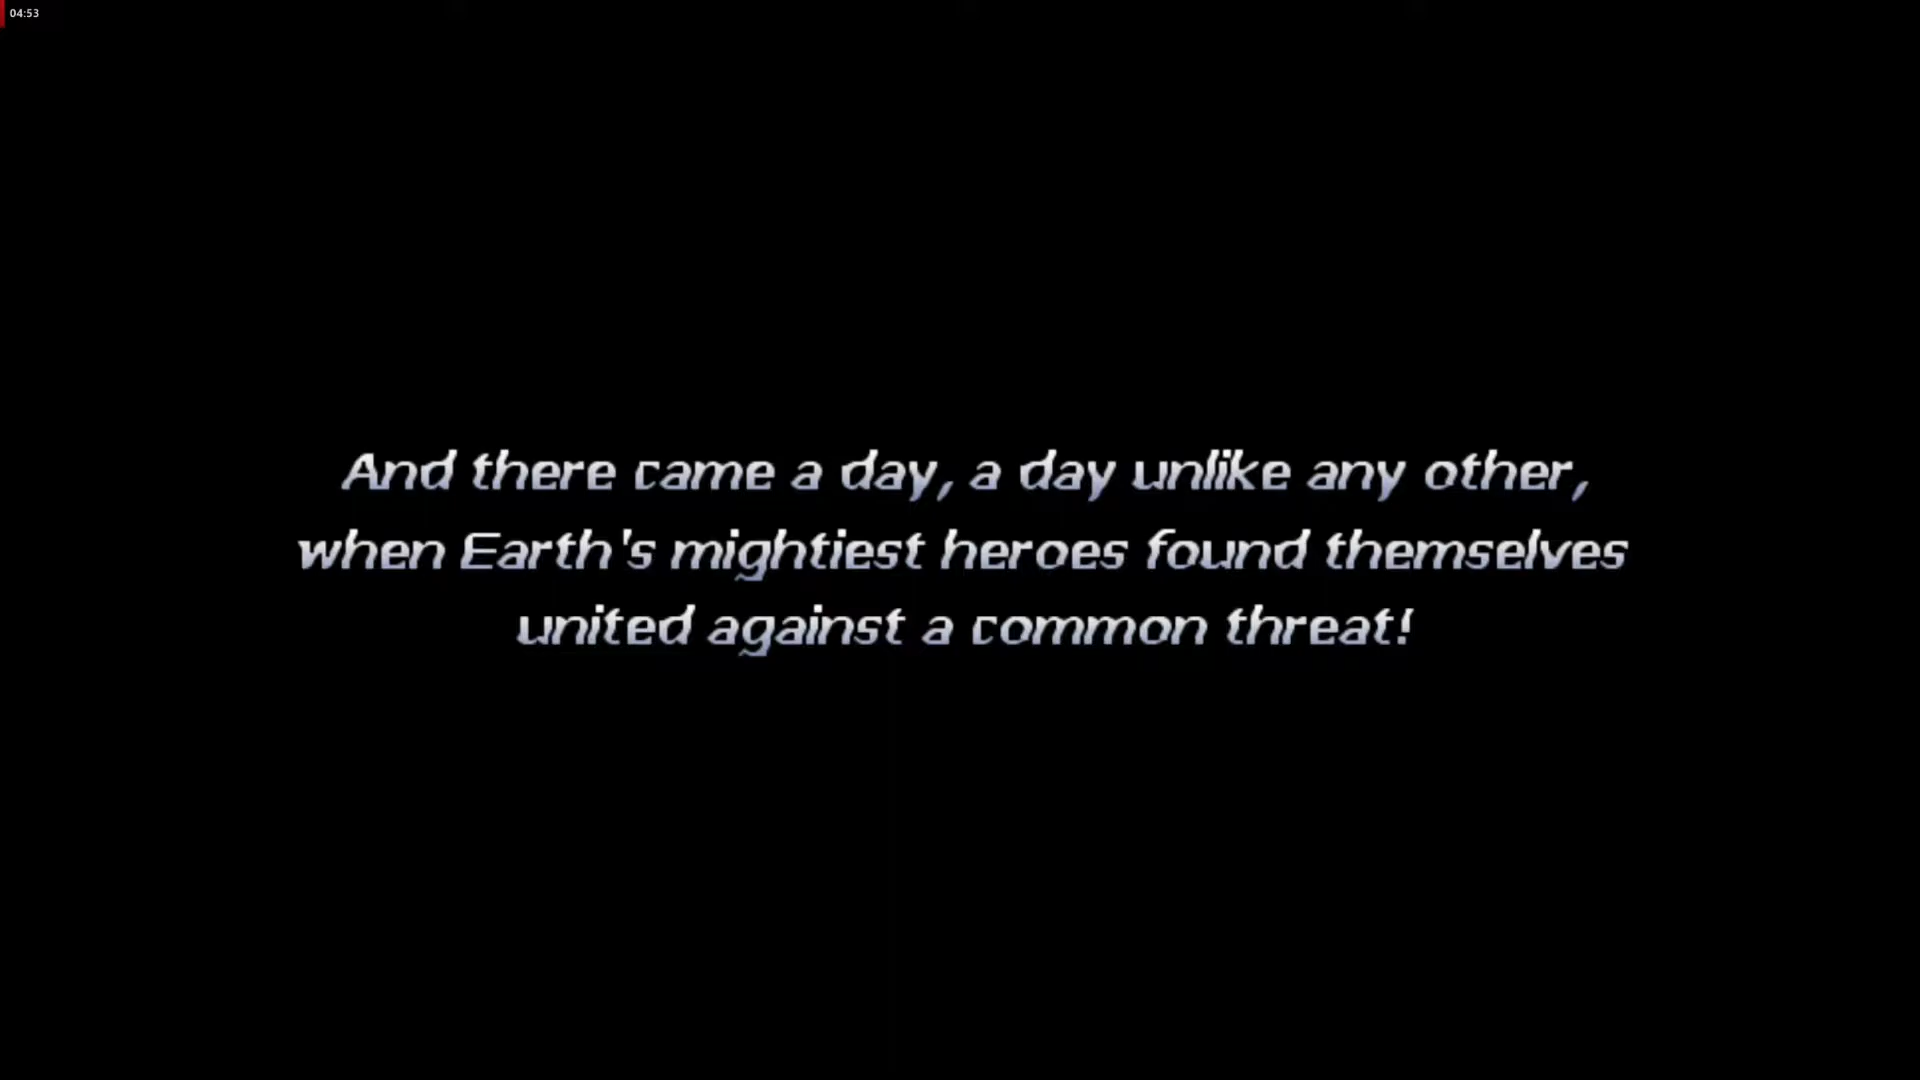 04:53
And there came a day, a day unlike any other,
when Earth's mightiest heroes found themselves
united against a common threat!